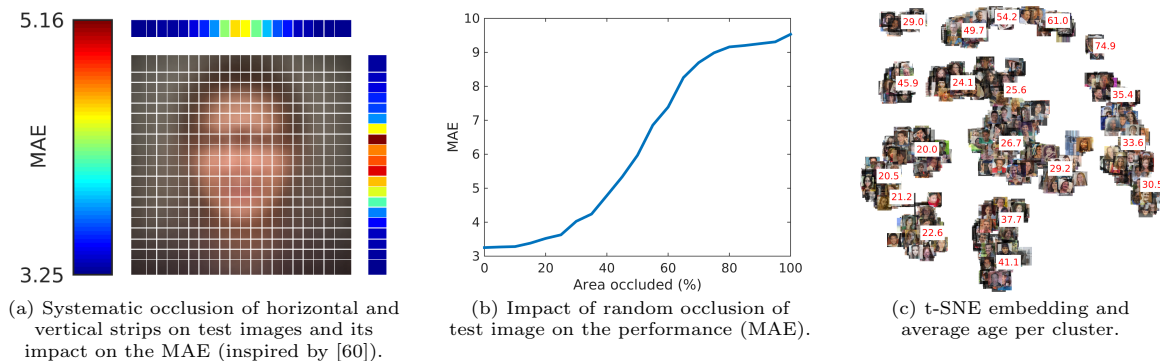 5.16
MAE
3.25
(a) Systematic occlusion of horizontal and
vertical strips on test images and its
impact on the MAE (inspired by [60]).
10
9
8
7
6
5
4
3
MAE
0 20 40 60 80 100
Area occluded (%)
(b) Impact of random occlusion of
test image on the performance (MAE).
29.0
54.2
61.0
49.7
74.9
45.9
24.1
25.6
35.4
20.0
26.7
33.6
20.5
29.2
30.5
21.2
37.7
22.6
41.1
(c) t-SNE embedding and
average age per cluster.